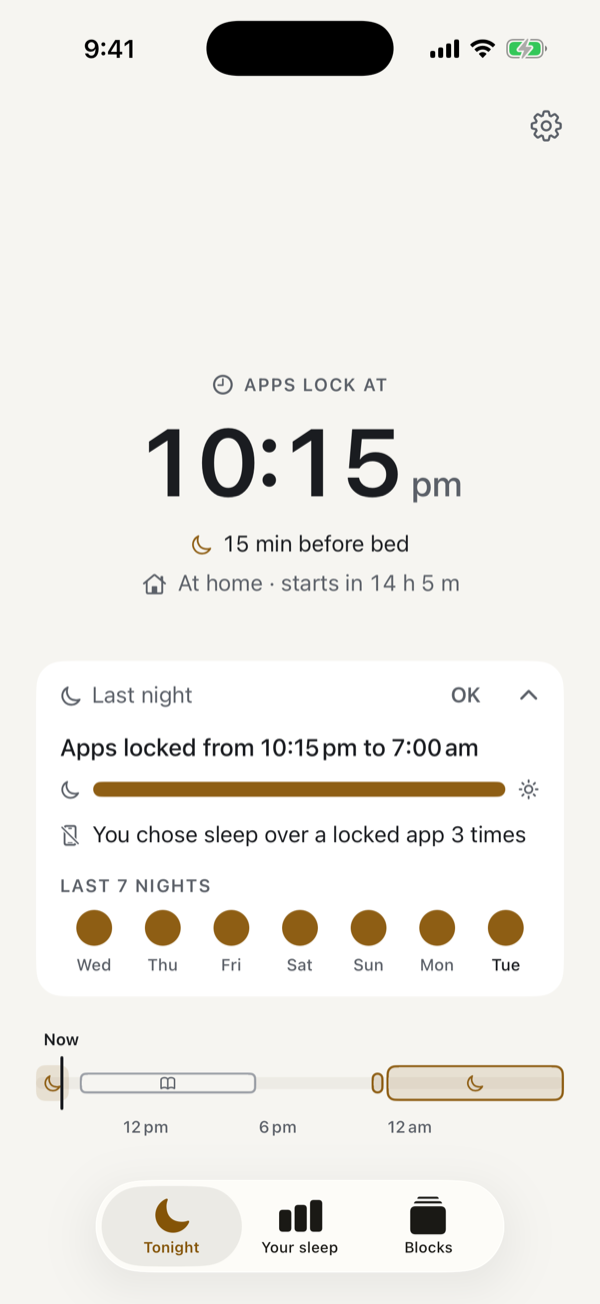 9:41
APPS LOCK AT
10:15 pm
15 min before bed
At home · starts in 14 h 5 m
Last night
OK
Apps locked from 10:15 pm to 7:00 am
You chose sleep over a locked app 3 times
LAST 7 NIGHTS
Wed Thu Fri Sat Sun Mon Tue
Now
12 pm 6 pm 12 am
Tonight Your sleep Blocks